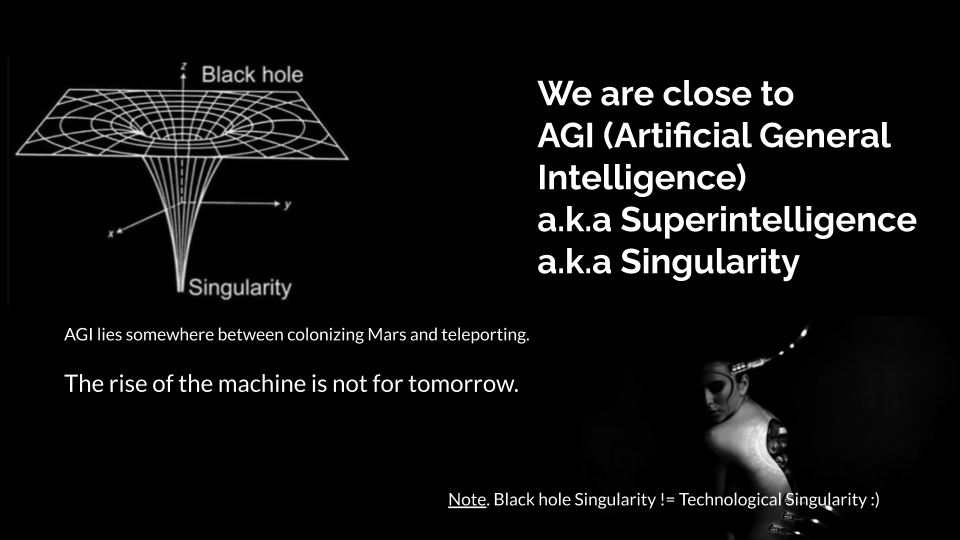 z
Black hole
y
x
Singularity
We are close to
AGI (Artificial General
Intelligence)
a.k.a Superintelligence
a.k.a Singularity
AGI lies somewhere between colonizing Mars and teleporting.
The rise of the machine is not for tomorrow.
Note. Black hole Singularity != Technological Singularity :)